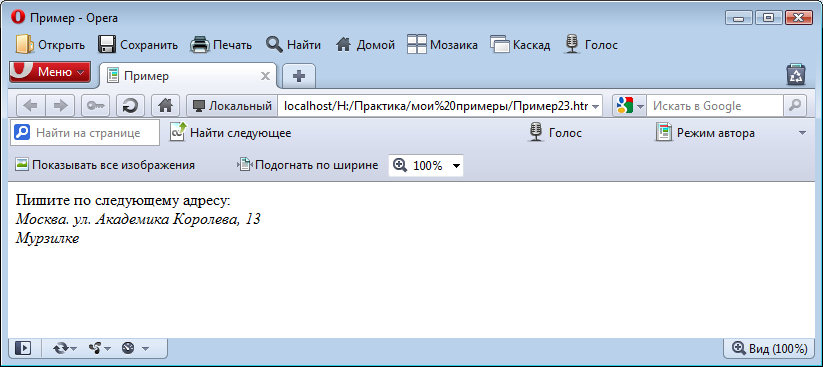 Пример - Opera
Открыть Сохранить Печать Найти Домой Мозаика Каскад Голос
Меню Пример
Локальный localhost/H:/Практика/мои%20примеры/Пример23.htm Искать в Google
Найти на странице Найти следующее Голос Режим автора
Показывать все изображения Подогнать по ширине 100%
Пишите по следующему адресу:
Москва. ул. Академика Королева, 13
Мурзилке
Вид (100%)